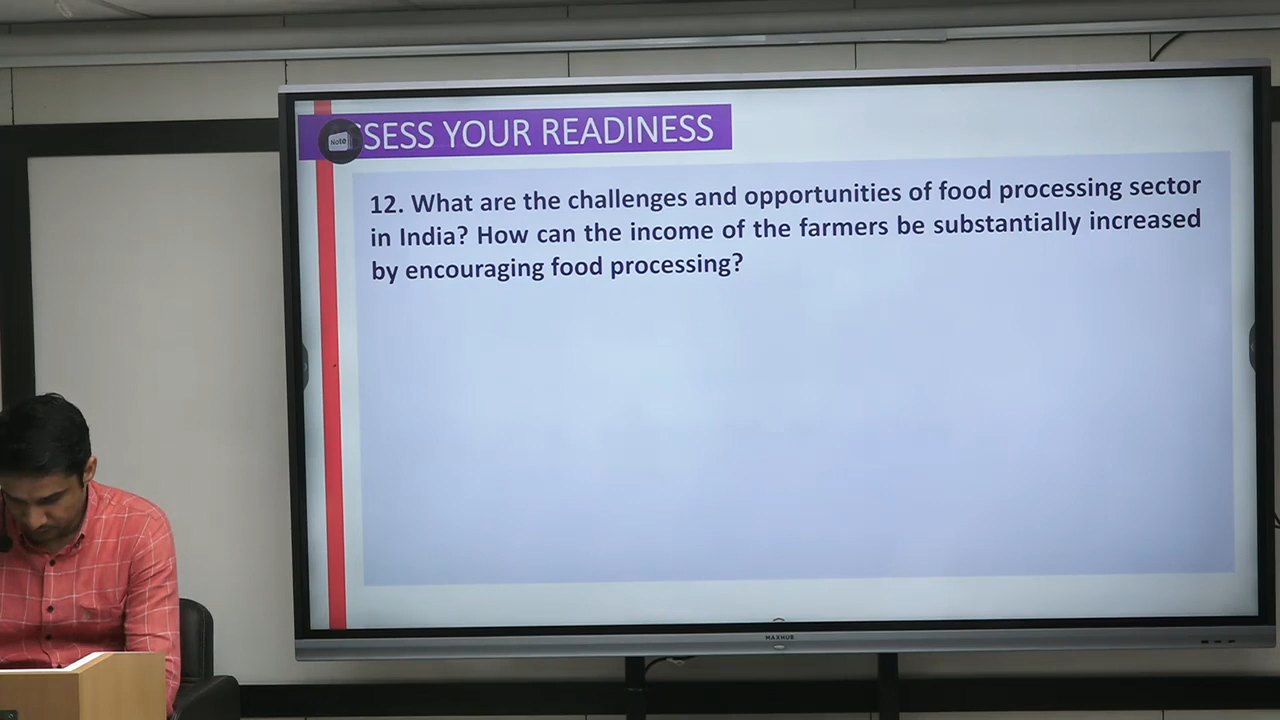 Note
SESS YOUR READINESS
12. What are the challenges and opportunities of food processing sector
in India? How can the income of the farmers be substantially increased
by encouraging food processing?
MAXHUB